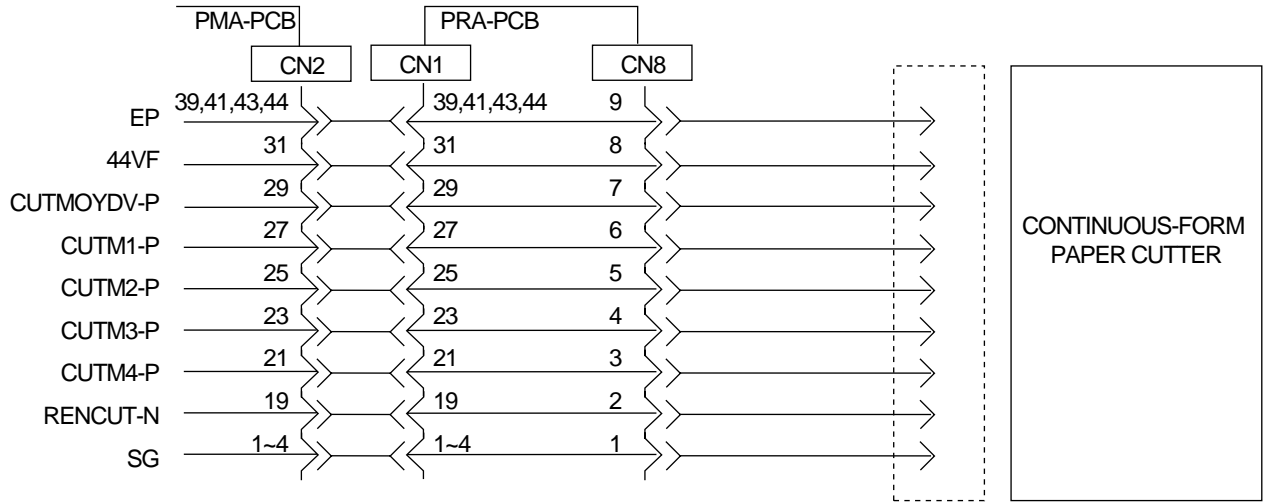 PMA-PCB PRA-PCB
CN2 CN1 CN8
EP 39,41,43,44 39,41,43,44 9
44VF 31 31 8
CUTMOYDV-P 29 29 7
CUTM1-P 27 27 6
CUTM2-P 25 25 5
CUTM3-P 23 23 4
CUTM4-P 21 21 3
RENCUT-N 19 19 2
SG 1~4 1~4 1
CONTINUOUS-FORM
PAPER CUTTER